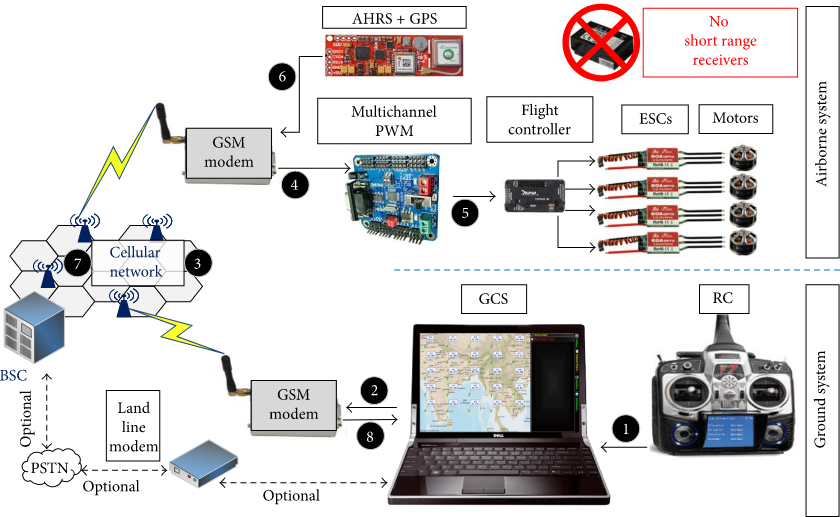 AHRS + GPS
No
short range
receivers
Airborne system
6
Multichannel
PWM
Flight
controller
ESCs
Motors
GSM
modem
4
5
7
Cellular
network
3
GCS
RC
Ground system
BSC
GSM
modem
2
8
1
DELL
Optional
Land
line
modem
PSTN
Optional
Optional